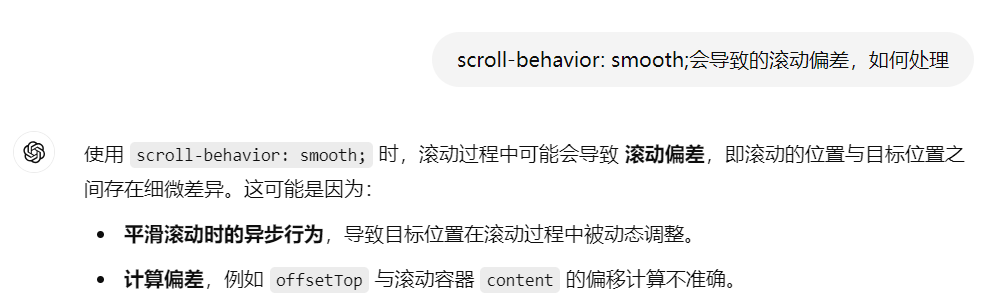 scroll-behavior: smooth;会导致的滚动偏差，如何处理
使用 scroll-behavior: smooth; 时，滚动过程中可能会导致 滚动偏差，即滚动的位置与目标位置之
间存在细微差异。这可能是因为：
• 平滑滚动时的异步行为，导致目标位置在滚动过程中被动态调整。
• 计算偏差，例如 offsetTop 与滚动容器 content 的偏移计算不准确。